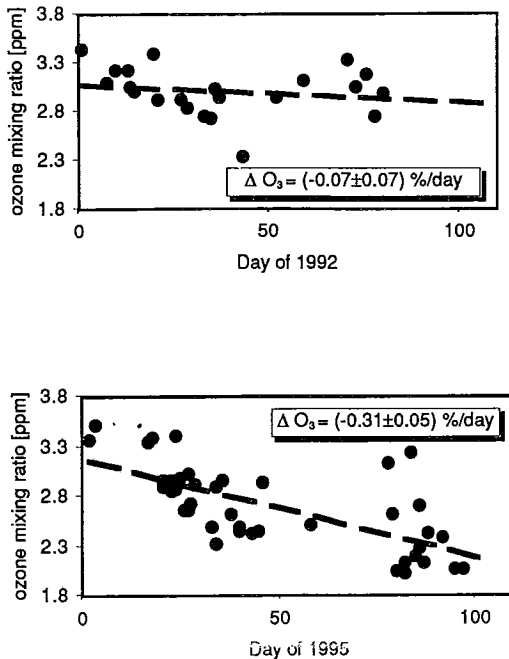 ozone mixing ratio [ppm]
3.8
3.3
2.8
2.3
1.8
Δ O₃ = (-0.07±0.07) %/day
0 50 100
Day of 1992
ozone mixing ratio [ppm]
3.8
3.3
2.8
2.3
1.8
Δ O₃ = (-0.31±0.05) %/day
0 50 100
Day of 1995